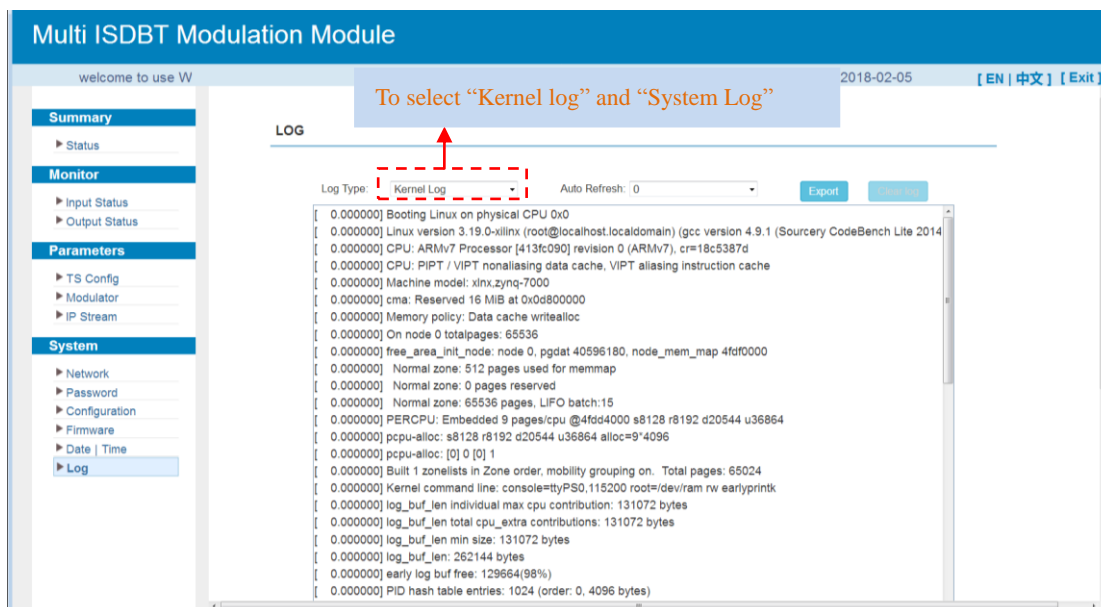 Multi ISDBT Modulation Module
welcome to use W
2018-02-05
[ EN | 中文 ] [ Exit ]
To select “Kernel log” and “System Log”
Summary
Status
Monitor
Input Status
Output Status
Parameters
TS Config
Modulator
IP Stream
System
Network
Password
Configuration
Firmware
Date | Time
Log
LOG
Log Type: Kernel Log Auto Refresh: 0 Export Clear log
[ 0.000000] Booting Linux on physical CPU 0x0
[ 0.000000] Linux version 3.19.0-xilinx (root@localhost.localdomain) (gcc version 4.9.1 (Sourcery CodeBench Lite 2014
[ 0.000000] CPU: ARMv7 Processor [413fc090] revision 0 (ARMv7), cr=18c5387d
[ 0.000000] CPU: PIPT / VIPT nonaliasing data cache, VIPT aliasing instruction cache
[ 0.000000] Machine model: xlnx,zynq-7000
[ 0.000000] cma: Reserved 16 MiB at 0x0d800000
[ 0.000000] Memory policy: Data cache writealloc
[ 0.000000] On node 0 totalpages: 65536
[ 0.000000] free_area_init_node: node 0, pgdat 40596180, node_mem_map 4fdf0000
[ 0.000000] Normal zone: 512 pages used for memmap
[ 0.000000] Normal zone: 0 pages reserved
[ 0.000000] Normal zone: 65536 pages, LIFO batch:15
[ 0.000000] PERCPU: Embedded 9 pages/cpu @4fdd4000 s8128 r8192 d20544 u36864
[ 0.000000] pcpu-alloc: s8128 r8192 d20544 u36864 alloc=9*4096
[ 0.000000] pcpu-alloc: [0] 0 [0] 1
[ 0.000000] Built 1 zonelists in Zone order, mobility grouping on. Total pages: 65024
[ 0.000000] Kernel command line: console=ttyPS0,115200 root=/dev/ram rw earlyprintk
[ 0.000000] log_buf_len individual max cpu contribution: 131072 bytes
[ 0.000000] log_buf_len total cpu_extra contributions: 131072 bytes
[ 0.000000] log_buf_len min size: 131072 bytes
[ 0.000000] log_buf_len: 262144 bytes
[ 0.000000] early log buf free: 129664(98%)
[ 0.000000] PID hash table entries: 1024 (order: 0, 4096 bytes)